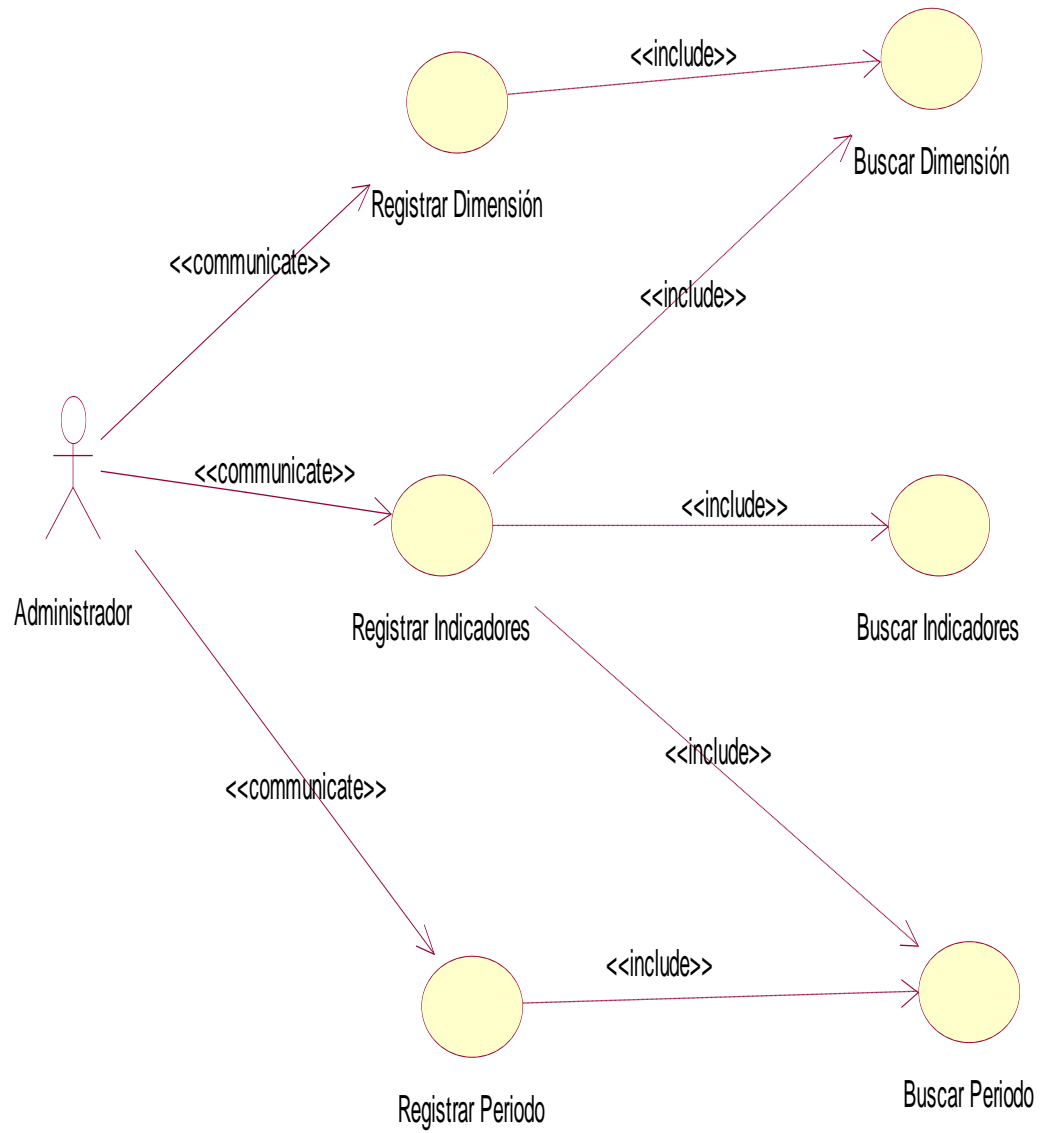 <<include>>
Buscar Dimensión
Registrar Dimensión
<<communicate>>
<<include>>
<<communicate>>
<<include>>
Administrador
Registrar Indicadores
Buscar Indicadores
<<include>>
<<communicate>>
<<include>>
Registrar Periodo
Buscar Periodo